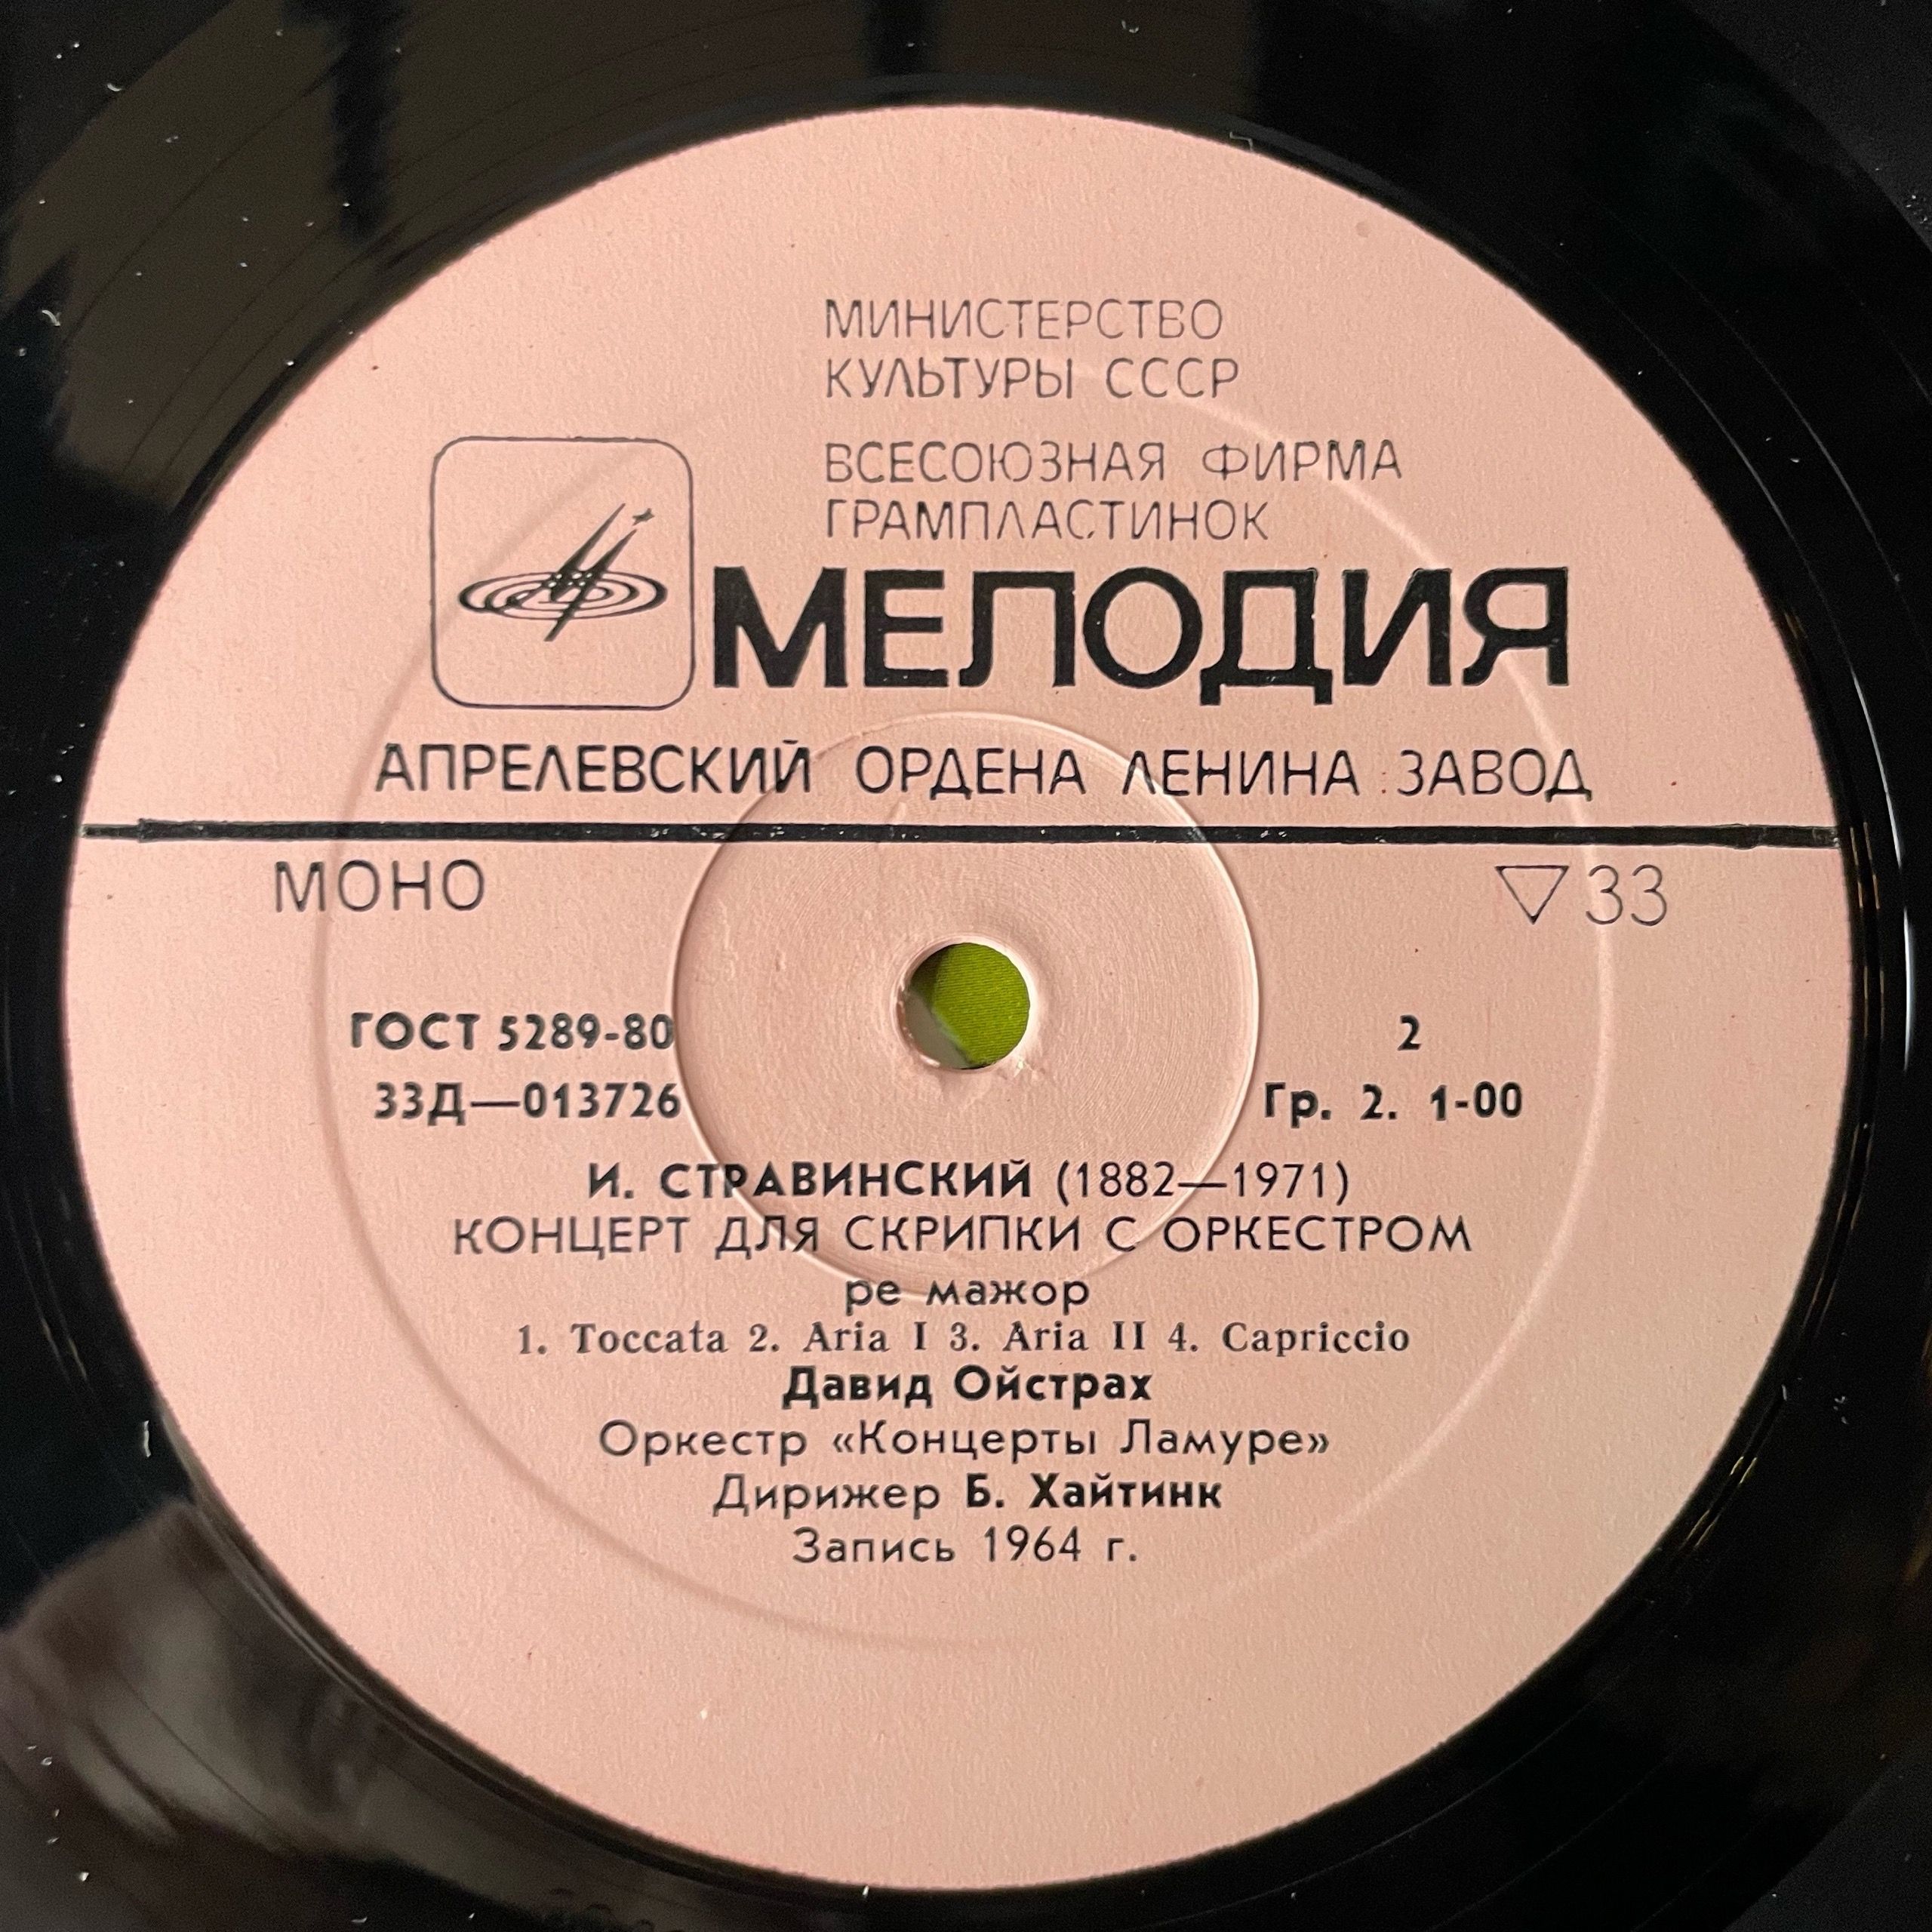 МИНИСТЕРСТВО
КУЛЬТУРЫ СССР
ВСЕСОЮЗНАЯ ФИРМА
ГРАМПЛАСТИНОК
МЕЛОДИЯ
АПРЕЛЕВСКИЙ ОРДЕНА ЛЕНИНА ЗАВОД
МОНО ▽33
ГОСТ 5289-80 2
33Д—013726 Гр. 2. 1-00
И. СТРАВИНСКИЙ (1882—1971)
КОНЦЕРТ ДЛЯ СКРИПКИ С ОРКЕСТРОМ
ре мажор
1. Toccata 2. Aria I 3. Aria II 4. Capriccio
Давид Ойстрах
Оркестр «Концерты Ламуре»
Дирижер Б. Хайтинк
Запись 1964 г.